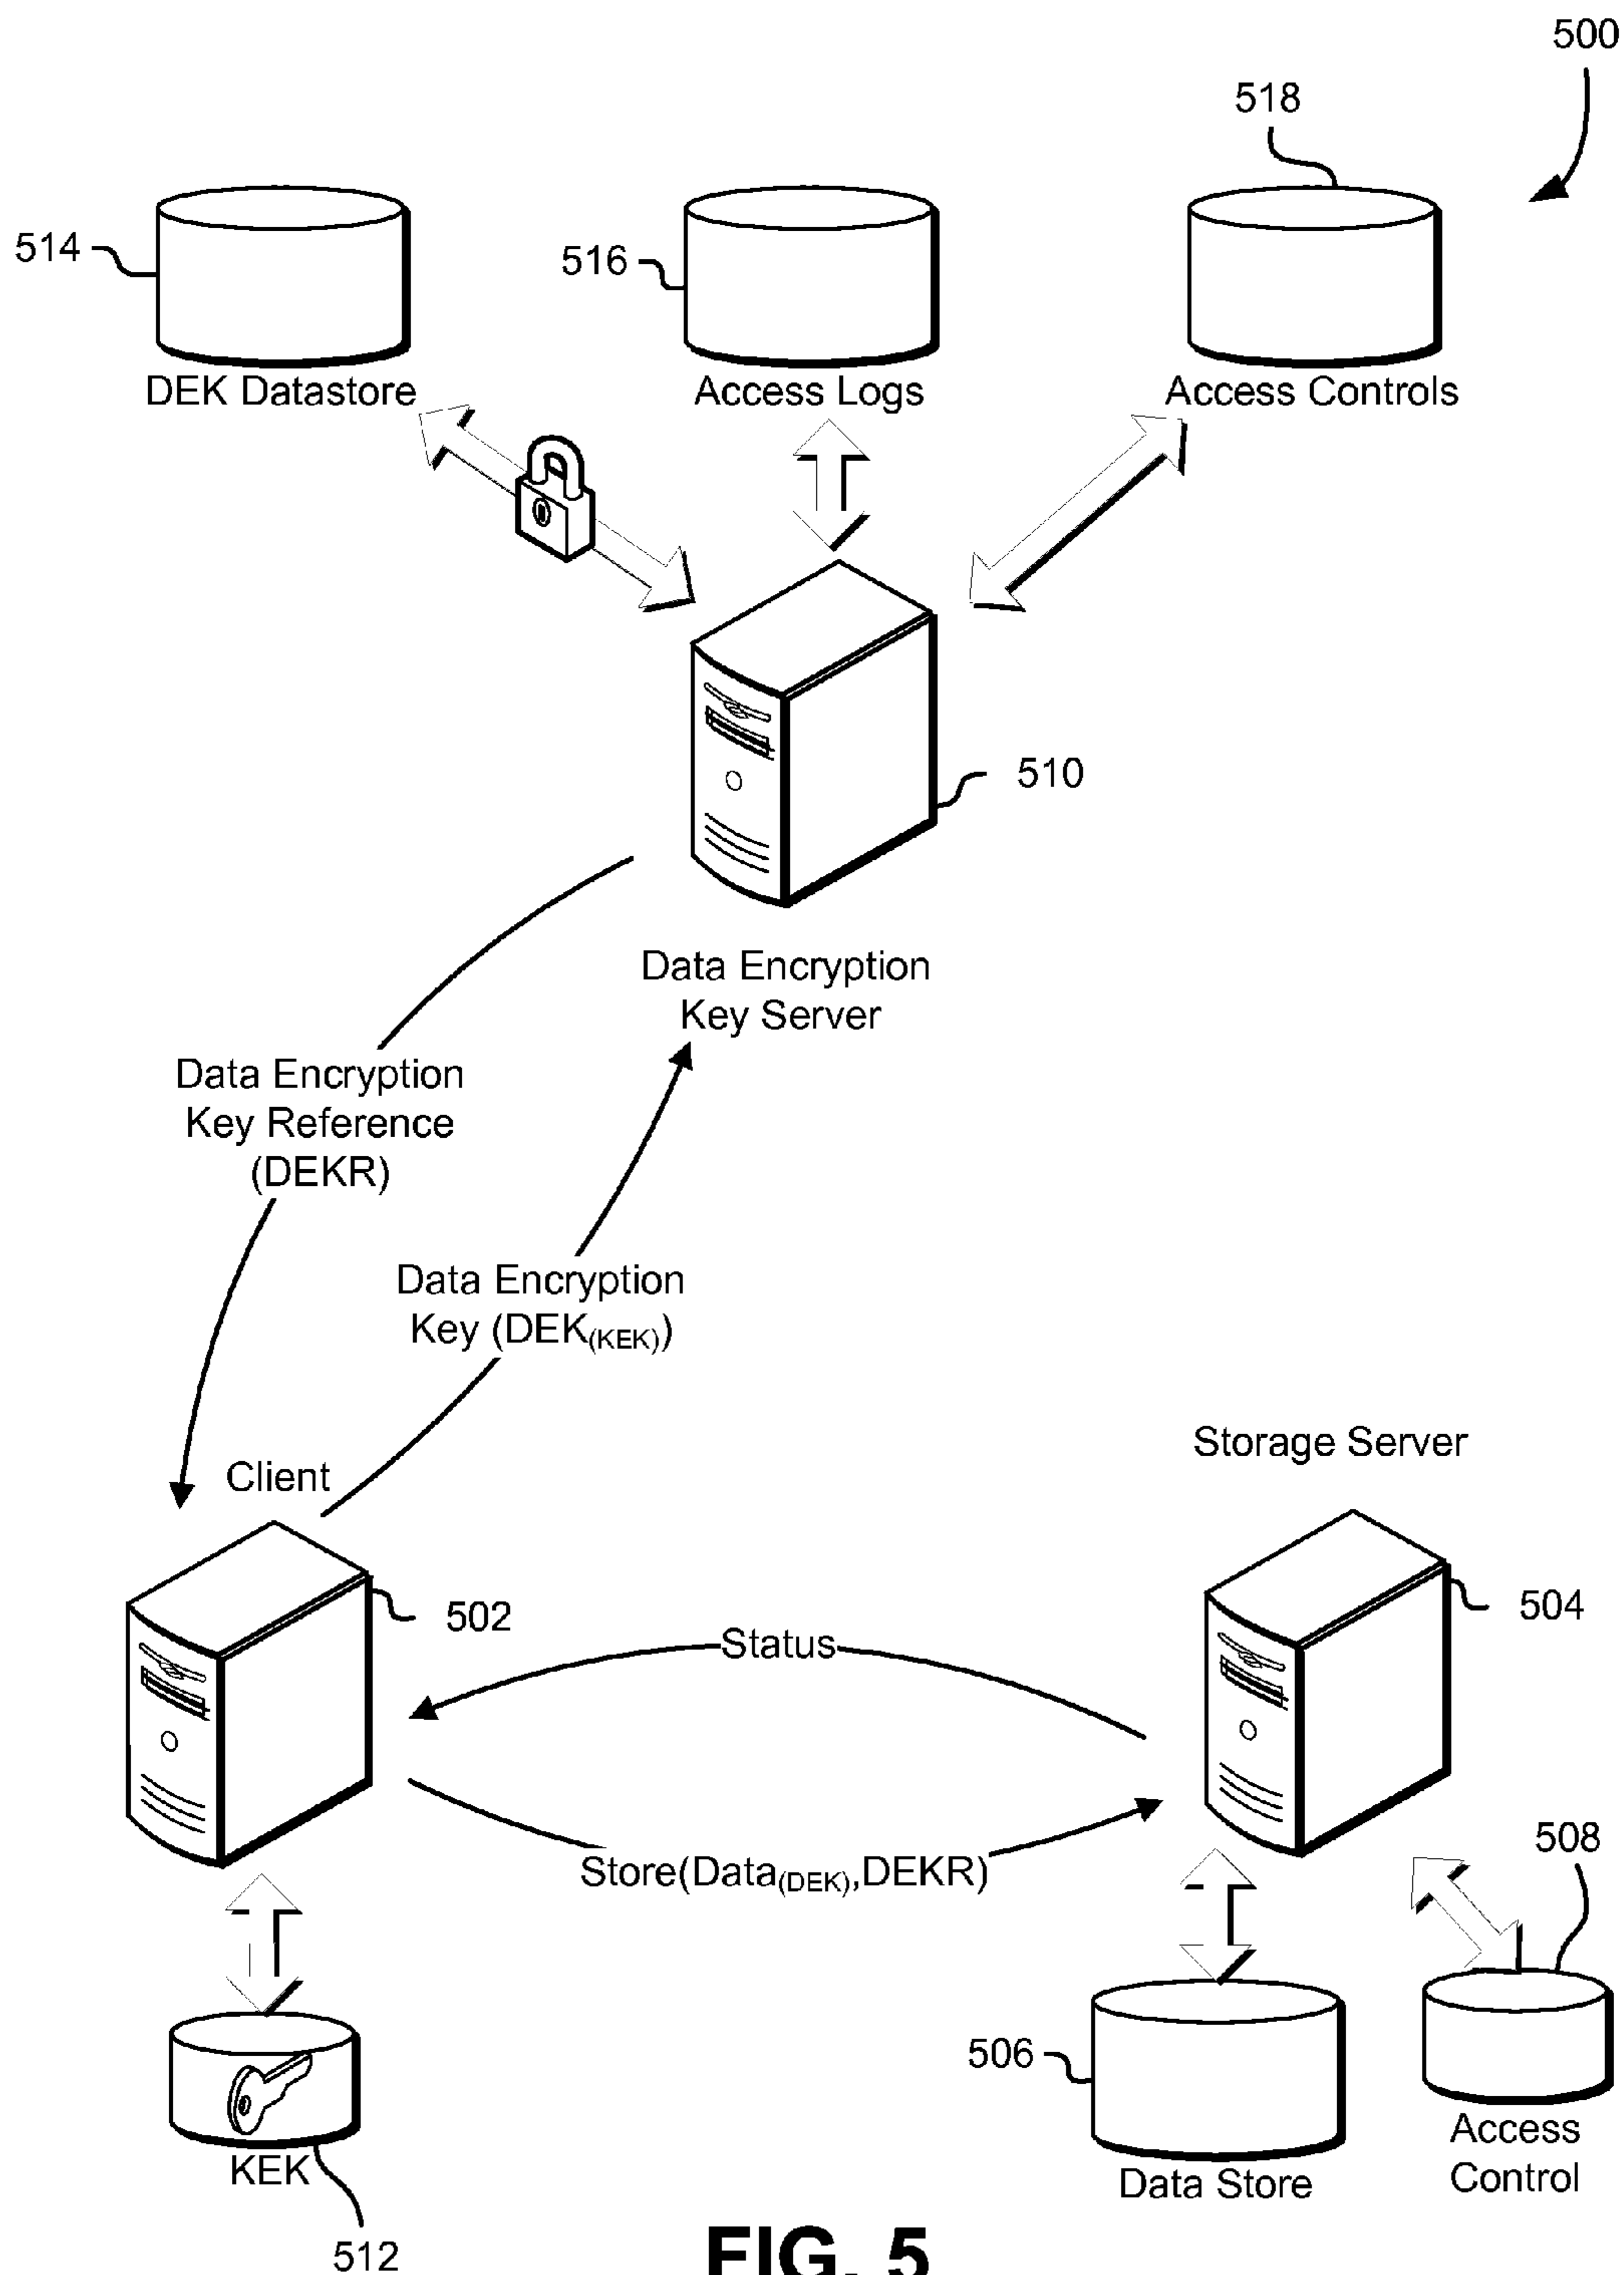 500
518
514
516
DEK Datastore
Access Logs
Access Controls
510
Data Encryption
Key Server
Data Encryption
Key Reference
(DEKR)
Data Encryption
Key (DEK(KEK))
Storage Server
Client
502
504
Status
Store(Data(DEK),DEKR)
508
506
Access
Control
KEK
Data Store
512
FIG. 5